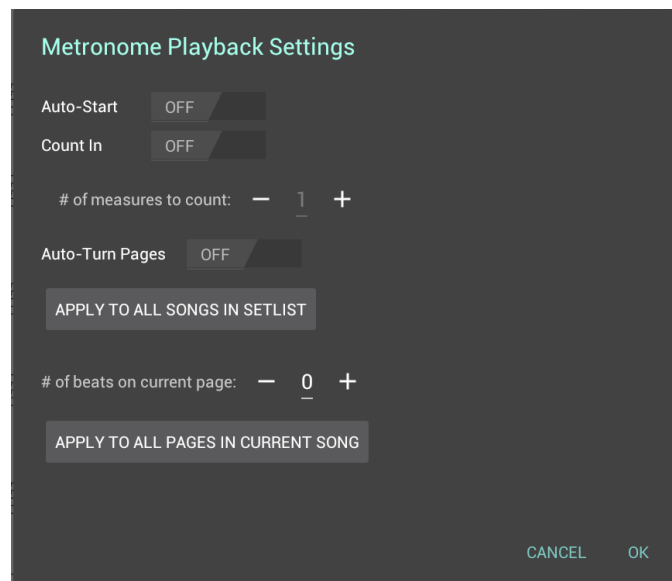 Metronome Playback Settings
Auto-Start OFF
Count In OFF
# of measures to count: − 1 +
Auto-Turn Pages OFF
APPLY TO ALL SONGS IN SETLIST
# of beats on current page: − 0 +
APPLY TO ALL PAGES IN CURRENT SONG
CANCEL OK